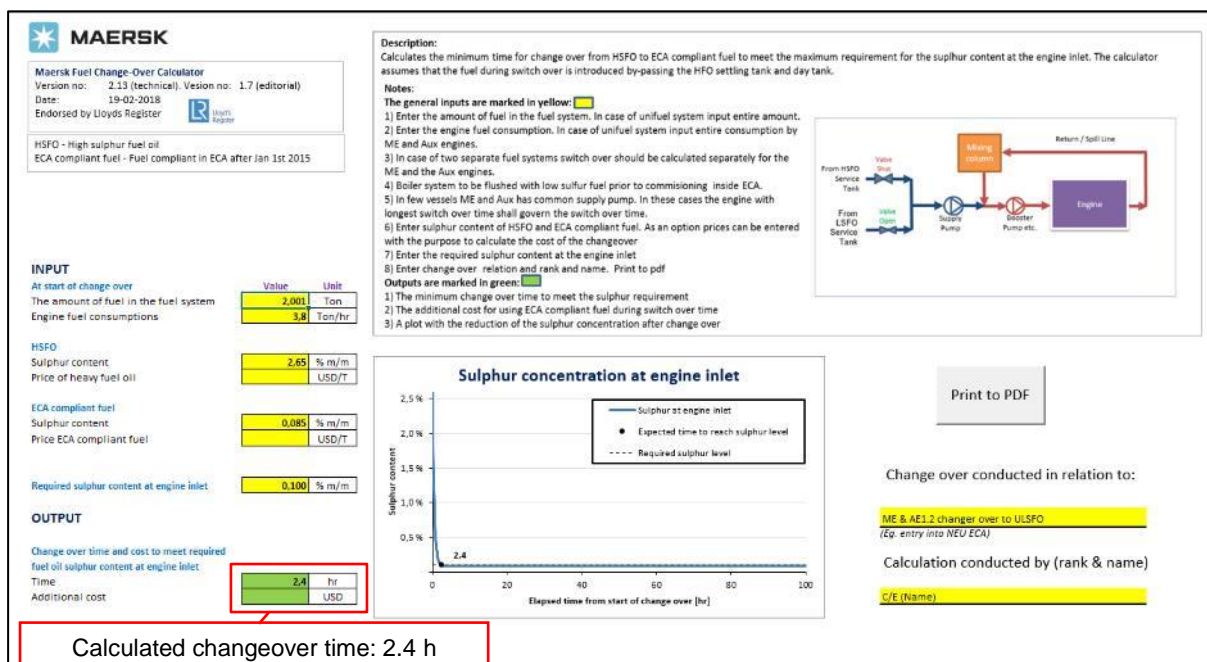 MAERSK
Maersk Fuel Change-Over Calculator
Version no: 2.13 (technical). Vesion no: 1.7 (editorial)
Date: 19-02-2018
Endorsed by Lloyds Register
LR Lloyd's
Register
HSFO - High sulphur fuel oil
ECA compliant fuel - Fuel compliant in ECA after Jan 1st 2015
Description:
Calculates the minimum time for change over from HSFO to ECA compliant fuel to meet the maximum requirement for the suplhur content at the engine inlet. The calculator
assumes that the fuel during switch over is introduced by-passing the HFO settling tank and day tank.
Notes:
The general inputs are marked in yellow:
1) Enter the amount of fuel in the fuel system. In case of unifuel system input entire amount.
2) Enter the engine fuel consumption. In case of unifuel system input entire consumption by
ME and Aux engines.
3) In case of two separate fuel systems switch over should be calculated separately for the
ME and the Aux engines.
4) Boiler system to be flushed with low sulfur fuel prior to commisioning inside ECA.
5) In few vessels ME and Aux has common supply pump. In these cases the engine with
longest switch over time shall govern the switch over time.
6) Enter sulphur content of HSFO and ECA compliant fuel. As an option prices can be entered
with the purpose to calculate the cost of the changeover
7) Enter the required sulphur content at the engine inlet
8) Enter change over relation and rank and name. Print to pdf
Outputs are marked in green:
1) The minimum change over time to meet the sulphur requirement
2) The additional cost for using ECA compliant fuel during switch over time
3) A plot with the reduction of the sulphur concentration after change over
Mixing
column
Return / Spill Line
From HSFO
Service
Tank
Valve
Shut
From
LSFO
Service
Tank
Valve
Open
Supply
Pump
Booster
Pump etc.
Engine
INPUT
At start of change over Value Unit
The amount of fuel in the fuel system 2,001 Ton
Engine fuel consumptions 3,8 Ton/hr
HSFO
Sulphur content 2,65 % m/m
Price of heavy fuel oil USD/T
ECA compliant fuel
Sulphur content 0,085 % m/m
Price ECA compliant fuel USD/T
Required sulphur content at engine inlet 0,100 % m/m
OUTPUT
Change over time and cost to meet required
fuel oil sulphur content at engine inlet
Time 2,4 hr
Additional cost USD
Calculated changeover time: 2.4 h
Sulphur concentration at engine inlet
Sulphur content
2,5%
2,0%
1,5%
1,0%
0,5%
Sulphur at engine inlet
Expected time to reach sulphur level
Required sulphur level
2.4
0 20 40 60 80 100
Elapsed time from start of change over [hr]
Print to PDF
Change over conducted in relation to:
ME & AE1.2 changer over to ULSFO
(Eg. entry into NEU ECA)
Calculation conducted by (rank & name)
C/E (Name)